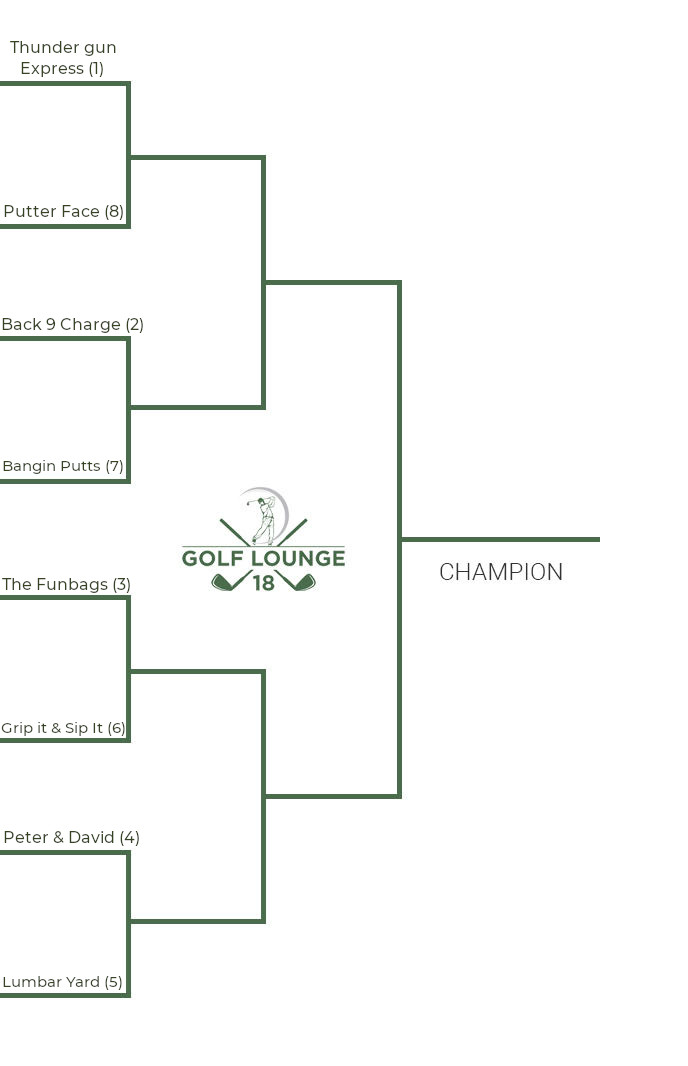 Thunder gun
Express (1)
Putter Face (8)
Back 9 Charge (2)
Bangin Putts (7)
GOLF LOUNGE
18
CHAMPION
The Funbags (3)
Grip it & Sip It (6)
Peter & David (4)
Lumbar Yard (5)